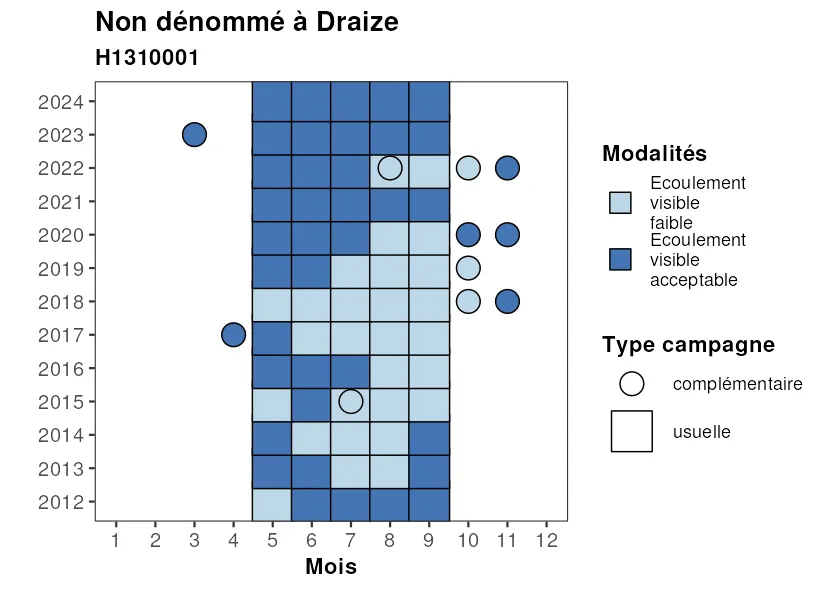 Non dénommé à Draize
H1310001
2024
2023
2022
2021
2020
2019
2018
2017
2016
2015
2014
2013
2012
1 2 3 4 5 6 7 8 9 10 11 12
Mois
Modalités
Ecoulement
visible
faible
Ecoulement
visible
acceptable
Type campagne
complémentaire
usuelle